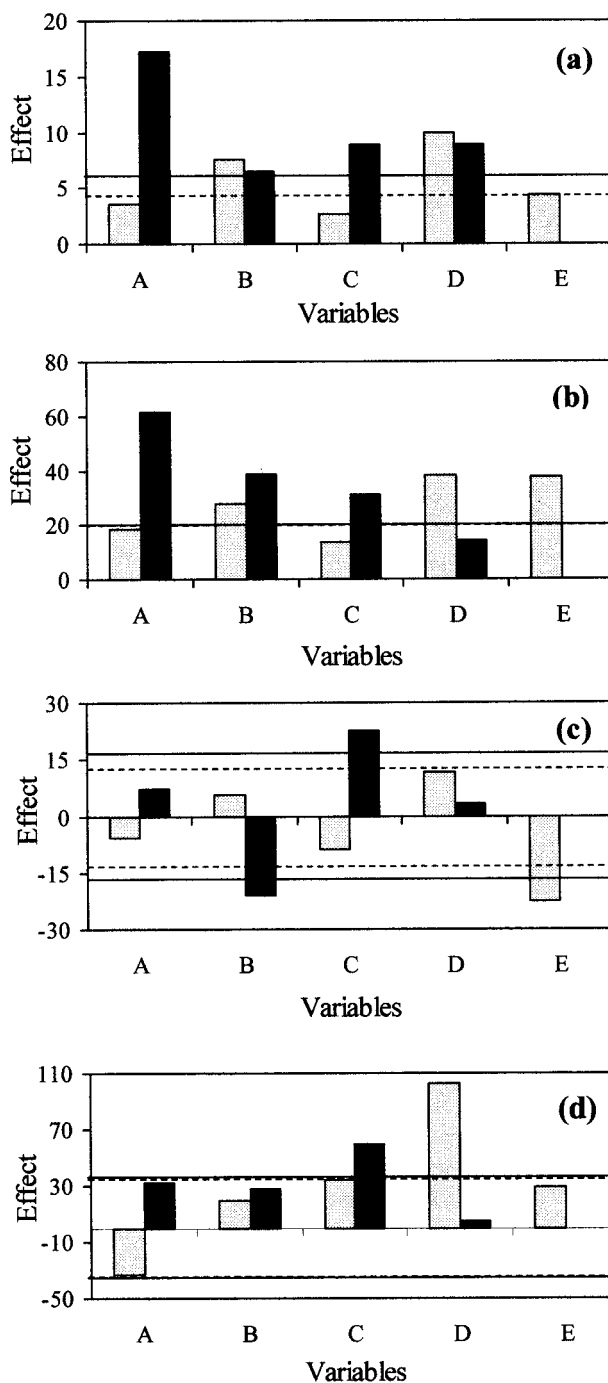 20
(a)
15
Effect
10
5
0
A B C D E
Variables
80
(b)
60
Effect
40
20
0
A B C D E
Variables
30
(c)
15
Effect
0
-15
-30
A B C D E
Variables
110
(d)
70
Effect
30
-10
-50
A B C D E
Variables